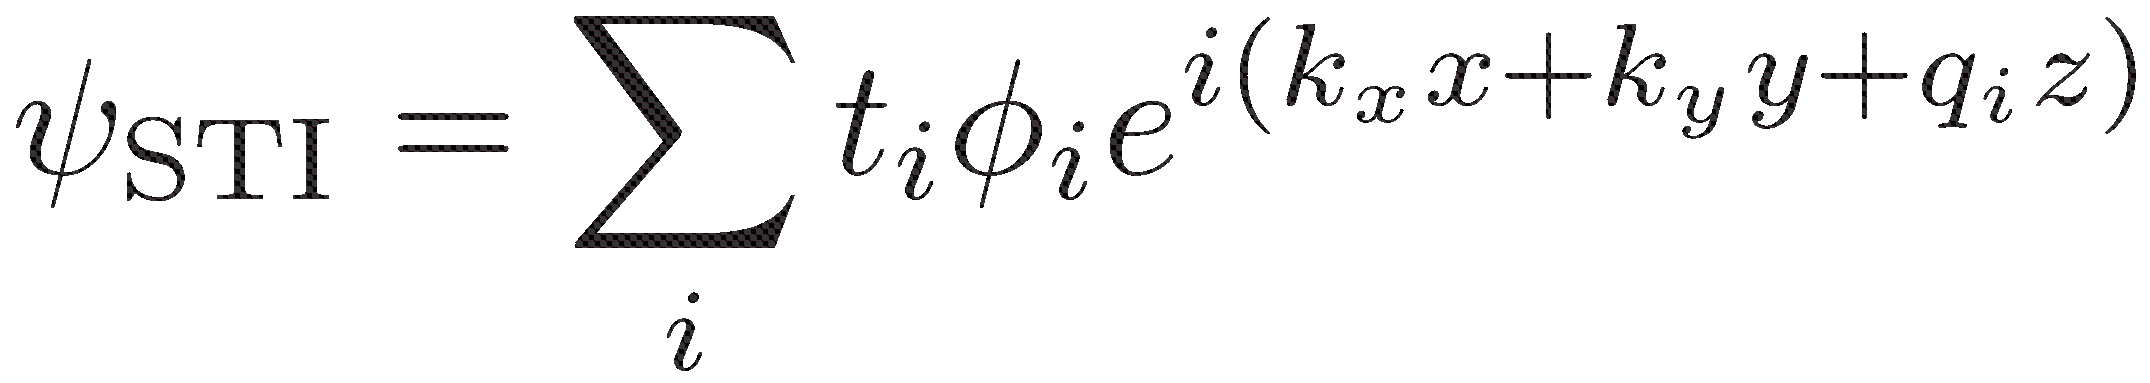 ψ_STI = ∑_i t_i ϕ_i e^{i(k_x x+k_y y+q_i z)}